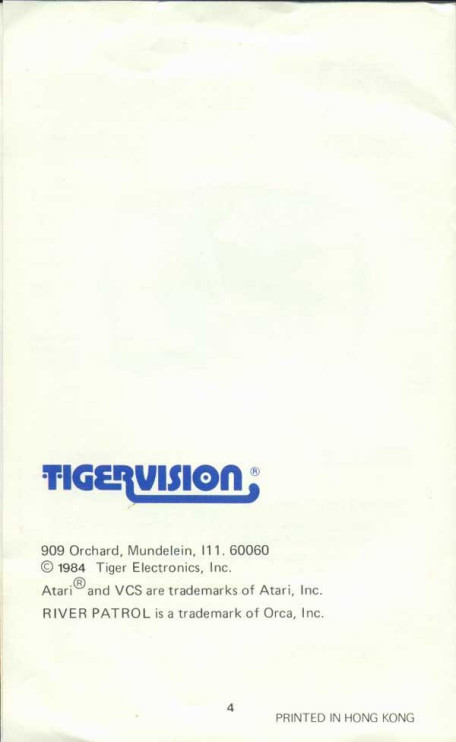 TIGERVISION®
909 Orchard, Mundelein, I11. 60060
© 1984 Tiger Electronics, Inc.
Atari® and VCS are trademarks of Atari, Inc.
RIVER PATROL is a trademark of Orca, Inc.
4
PRINTED IN HONG KONG